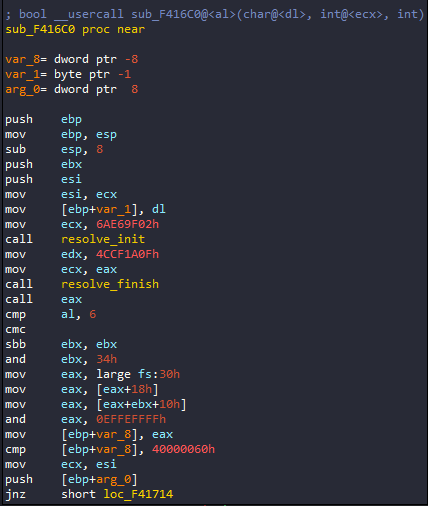 ; bool __usercall sub_F416C0@<al>(char@<dl>, int@<ecx>, int)
sub_F416C0 proc near
var_8= dword ptr -8
var_1= byte ptr -1
arg_0= dword ptr  8
push    ebp
mov     ebp, esp
sub     esp, 8
push    ebx
push    esi
mov     esi, ecx
mov     [ebp+var_1], dl
mov     ecx, 6AE69F02h
call    resolve_init
mov     edx, 4CCF1A0Fh
mov     ecx, eax
call    resolve_finish
call    eax
cmp     al, 6
cmc
sbb     ebx, ebx
and     ebx, 34h
mov     eax, large fs:30h
mov     eax, [eax+18h]
mov     eax, [eax+ebx+10h]
and     eax, 0EFFEFFFFh
mov     [ebp+var_8], eax
cmp     [ebp+var_8], 40000060h
mov     ecx, esi
push    [ebp+arg_0]
jnz     short loc_F41714